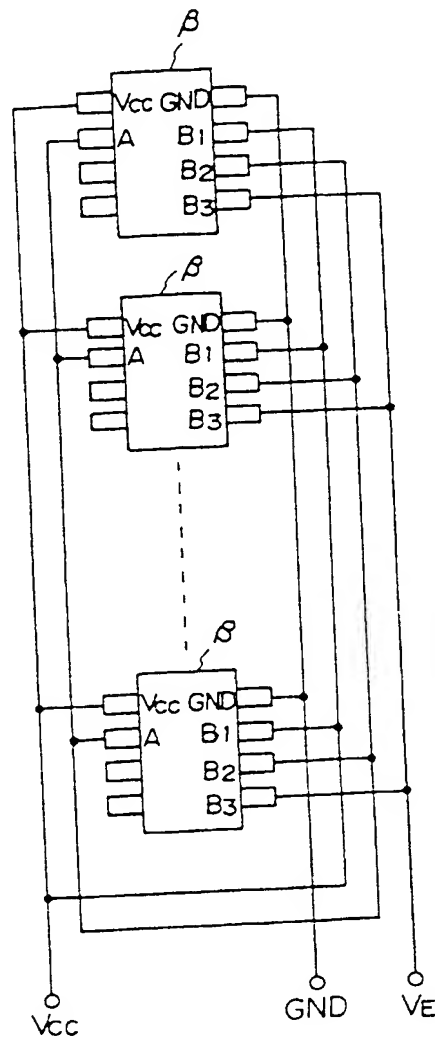 β
Vcc GND
A B1
B2
B3
β
Vcc GND
A B1
B2
B3
β
Vcc GND
A B1
B2
B3
Vcc GND VE